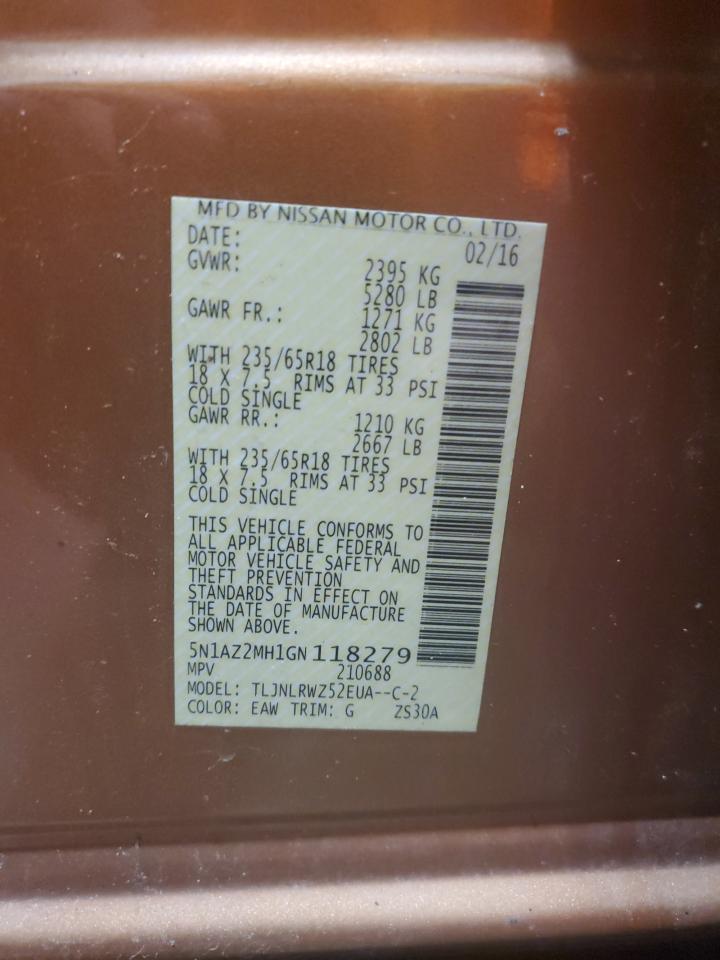 MFD BY NISSAN MOTOR CO., LTD.
DATE: 02/16
GVWR: 2395 KG
5280 LB
GAWR FR.: 1271 KG
2802 LB
WITH 235/65R18 TIRES
18 X 7.5 RIMS AT 33 PSI
COLD SINGLE
GAWR RR.: 1210 KG
2667 LB
WITH 235/65R18 TIRES
18 X 7.5 RIMS AT 33 PSI
COLD SINGLE
THIS VEHICLE CONFORMS TO
ALL APPLICABLE FEDERAL
MOTOR VEHICLE SAFETY AND
THEFT PREVENTION
STANDARDS IN EFFECT ON
THE DATE OF MANUFACTURE
SHOWN ABOVE.
5N1AZ2MH1GN118279
MPV 210688
MODEL: TLJNLRWZ52EUA--C-2
COLOR: EAW TRIM: G ZS30A